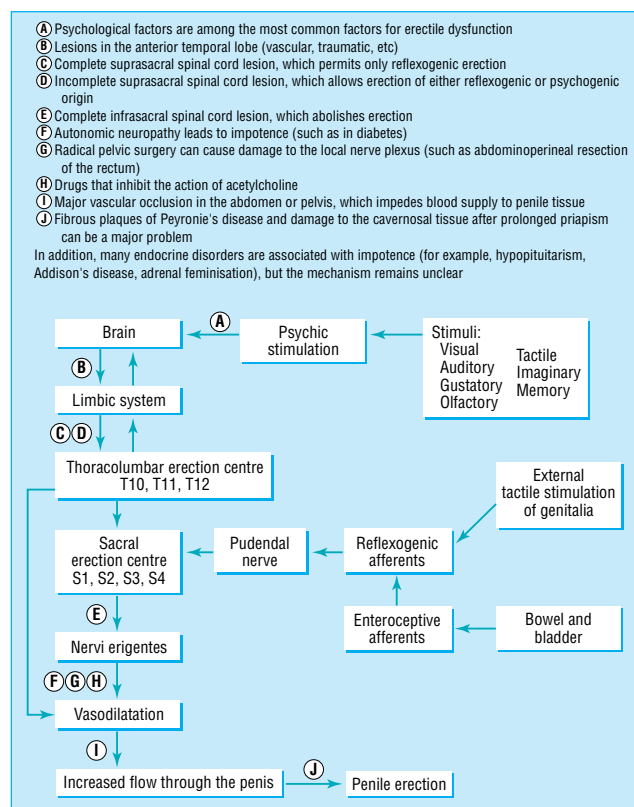 Ⓐ Psychological factors are among the most common factors for erectile dysfunction
Ⓑ Lesions in the anterior temporal lobe (vascular, traumatic, etc)
Ⓒ Complete suprasacral spinal cord lesion, which permits only reflexogenic erection
Ⓓ Incomplete suprasacral spinal cord lesion, which allows erection of either reflexogenic or psychogenic
origin
Ⓔ Complete infrasacral spinal cord lesion, which abolishes erection
Ⓕ Autonomic neuropathy leads to impotence (such as in diabetes)
Ⓖ Radical pelvic surgery can cause damage to the local nerve plexus (such as abdominoperineal resection
of the rectum)
Ⓗ Drugs that inhibit the action of acetylcholine
Ⓘ Major vascular occlusion in the abdomen or pelvis, which impedes blood supply to penile tissue
Ⓙ Fibrous plaques of Peyronie's disease and damage to the cavernosal tissue after prolonged priapism
can be a major problem
In addition, many endocrine disorders are associated with impotence (for example, hypopituitarism,
Addison's disease, adrenal feminisation), but the mechanism remains unclear
Brain
Ⓐ
Psychic
stimulation
Stimuli:
Visual
Auditory
Gustatory
Olfactory
Tactile
Imaginary
Memory
Ⓑ
Limbic system
Ⓒ Ⓓ
Thoracolumbar erection centre
T10, T11, T12
External
tactile stimulation
of genitalia
Sacral
erection centre
S1, S2, S3, S4
Pudendal
nerve
Reflexogenic
afferents
Ⓔ
Enteroceptive
afferents
Bowel and
bladder
Nervi erigentes
Ⓕ Ⓖ Ⓗ
Vasodilatation
Ⓘ
Increased flow through the penis
Ⓙ
Penile erection